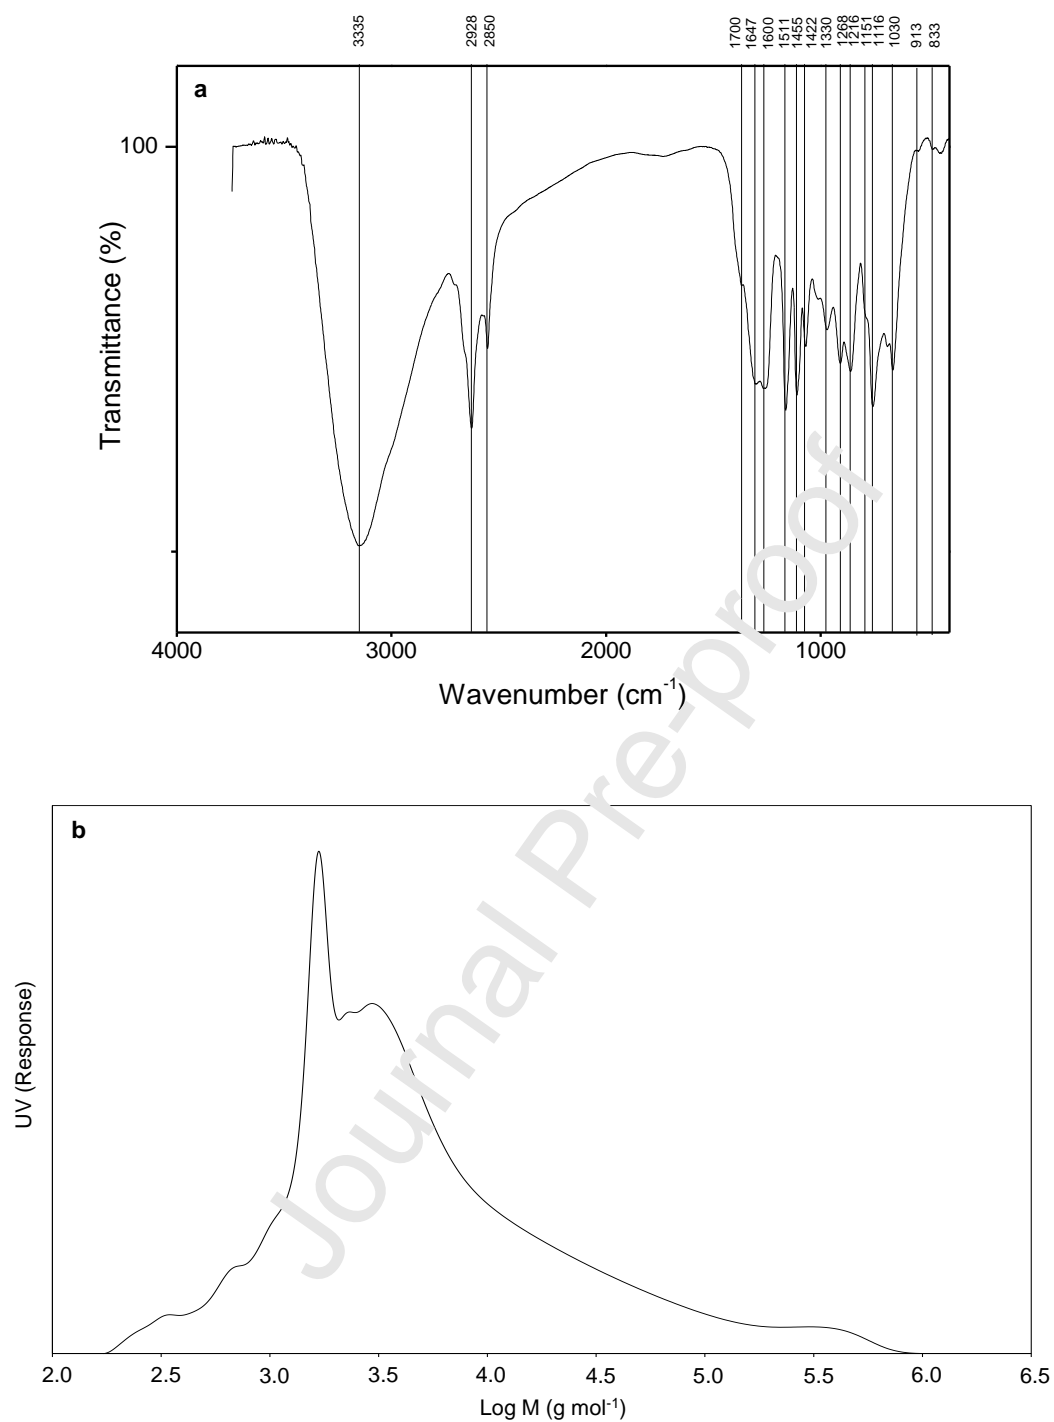 3335
2928
2850
1700
1647
1600
1511
1455
1422
1330
1268
1216
1151
1116
1030
913
833
a
100
Transmittance (%)
4000 3000 2000 1000
Wavenumber (cm-1)
b
UV (Response)
2.0 2.5 3.0 3.5 4.0 4.5 5.0 5.5 6.0 6.5
Log M (g mol-1)
Journal Pre-proof